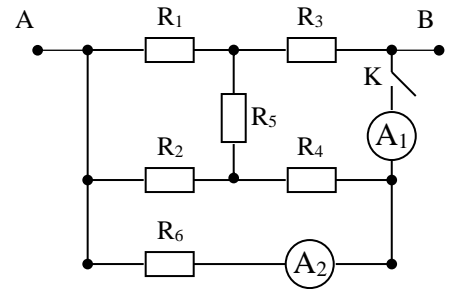 A B
R₁ R₃
K
R₅ A₁
R₂ R₄
R₆ A₂